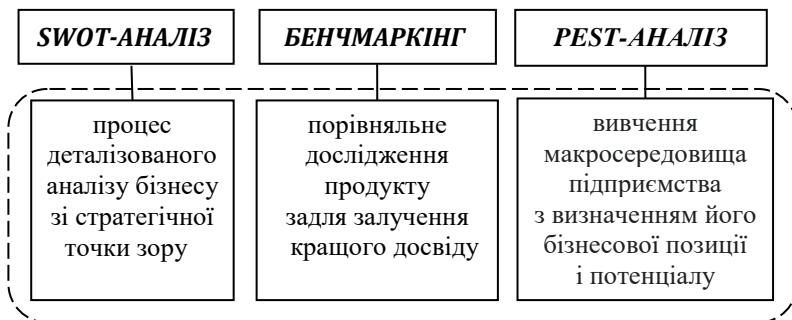 SWOT-АНАЛІЗ
БЕНЧМАРКІНГ
PEST-АНАЛІЗ
процес
деталізованого
аналізу бізнесу
зі стратегічної
точки зору
порівняльне
дослідження
продукту
задля залучення
кращого досвіду
вивчення
макросередовища
підприємства
з визначенням його
бізнесової позиції
і потенціалу